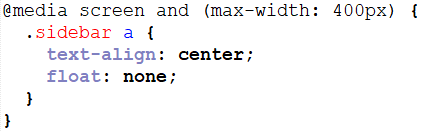 @media screen and (max-width: 400px) {
  .sidebar a {
    text-align: center;
    float: none;
  }
}